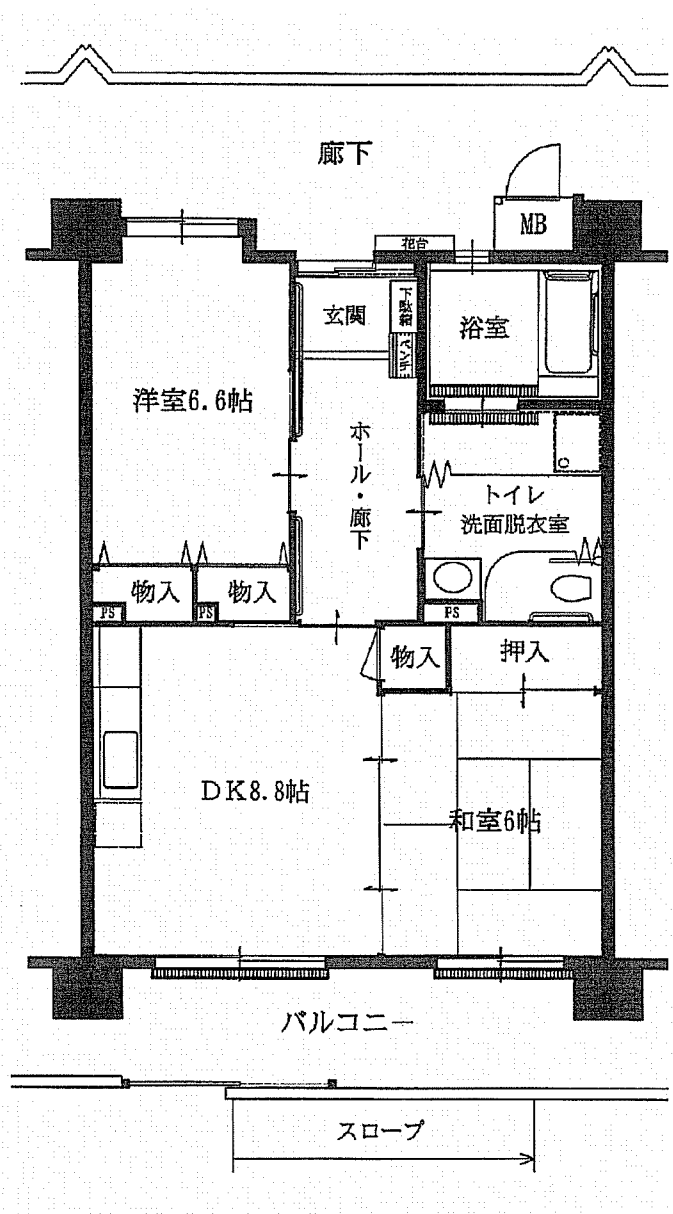 廊下
MB
花台
玄関
下駄箱
ベンチ
浴室
洋室6.6帖
ホール・廊下
トイレ
洗面脱衣室
物入
物入
PS
PS
PS
物入
押入
DK8.8帖
和室6帖
バルコニー
スロープ